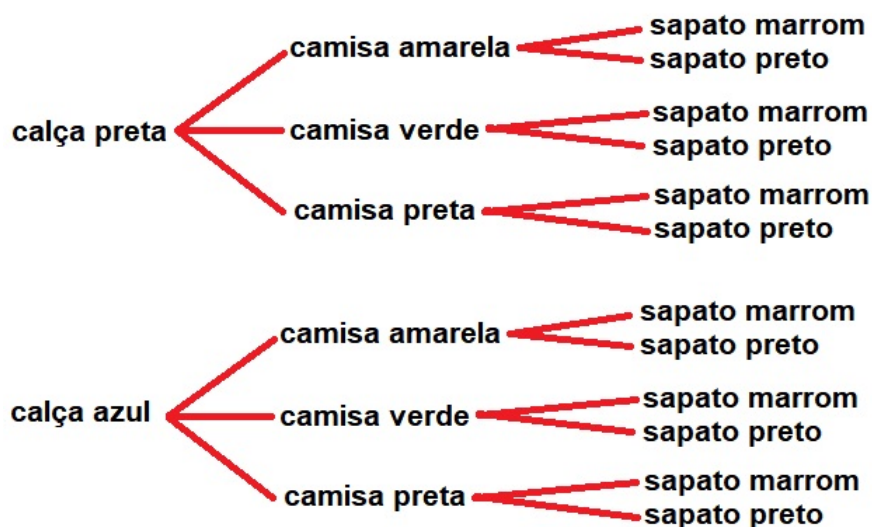 calça preta
camisa amarela
sapato marrom
sapato preto
camisa verde
sapato marrom
sapato preto
camisa preta
sapato marrom
sapato preto
calça azul
camisa amarela
sapato marrom
sapato preto
camisa verde
sapato marrom
sapato preto
camisa preta
sapato marrom
sapato preto